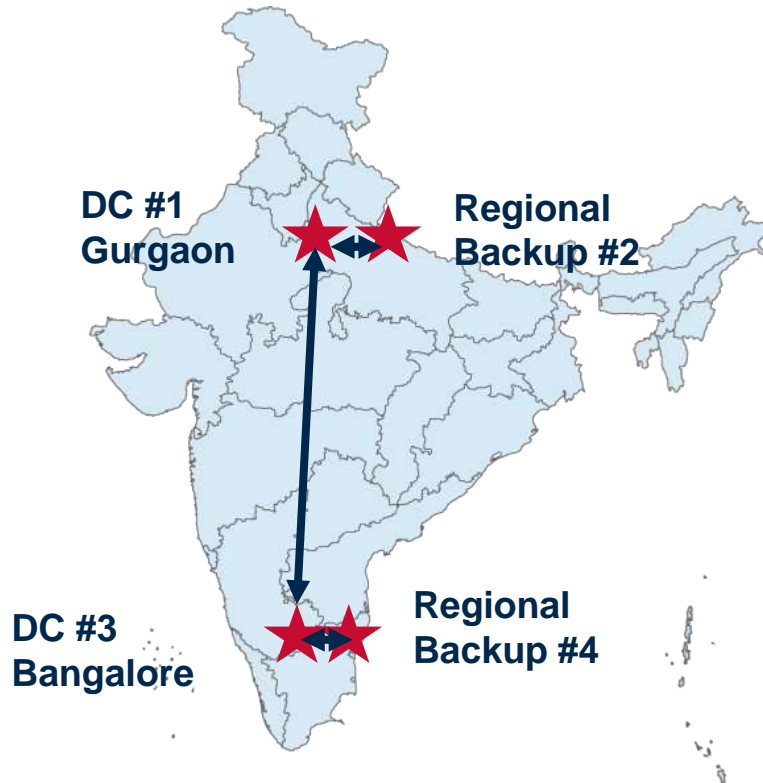 DC #1
Gurgaon
Regional
Backup #2
DC #3
Bangalore
Regional
Backup #4